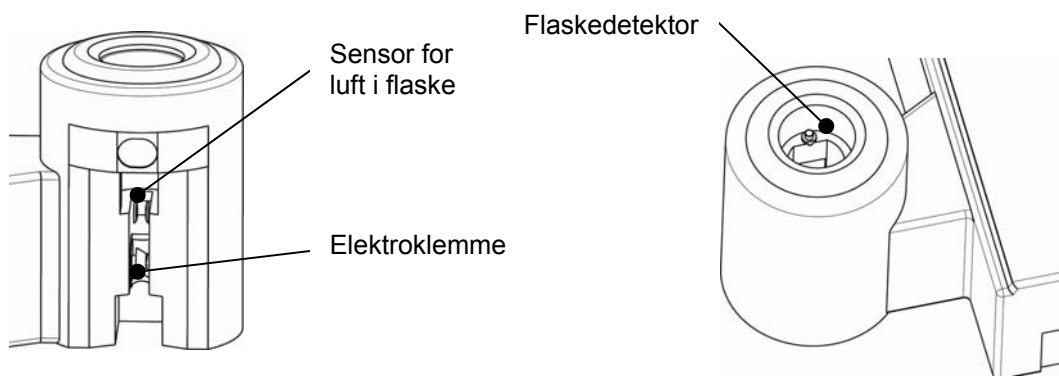 Sensor for
luft i flaske
Elektroklemme
Flaskedetektor